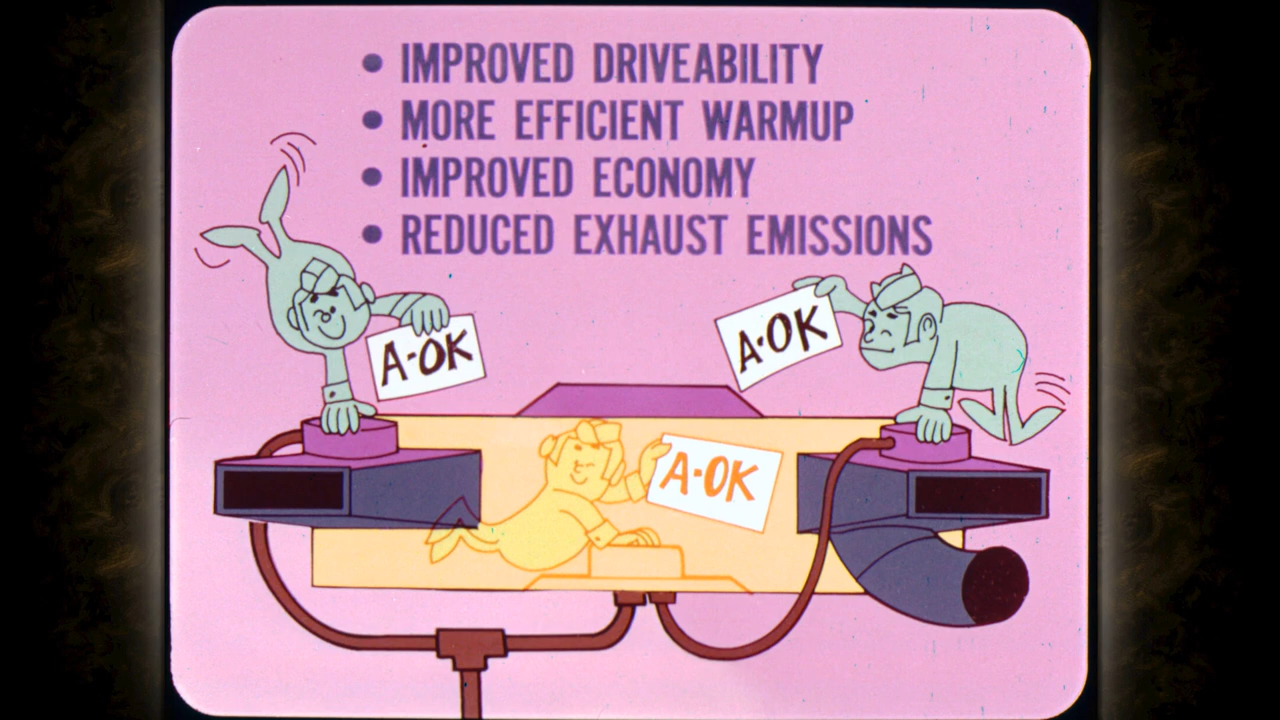 • IMPROVED DRIVEABILITY
• MORE EFFICIENT WARMUP
• IMPROVED ECONOMY
• REDUCED EXHAUST EMISSIONS
A-OK
A-OK
A-OK